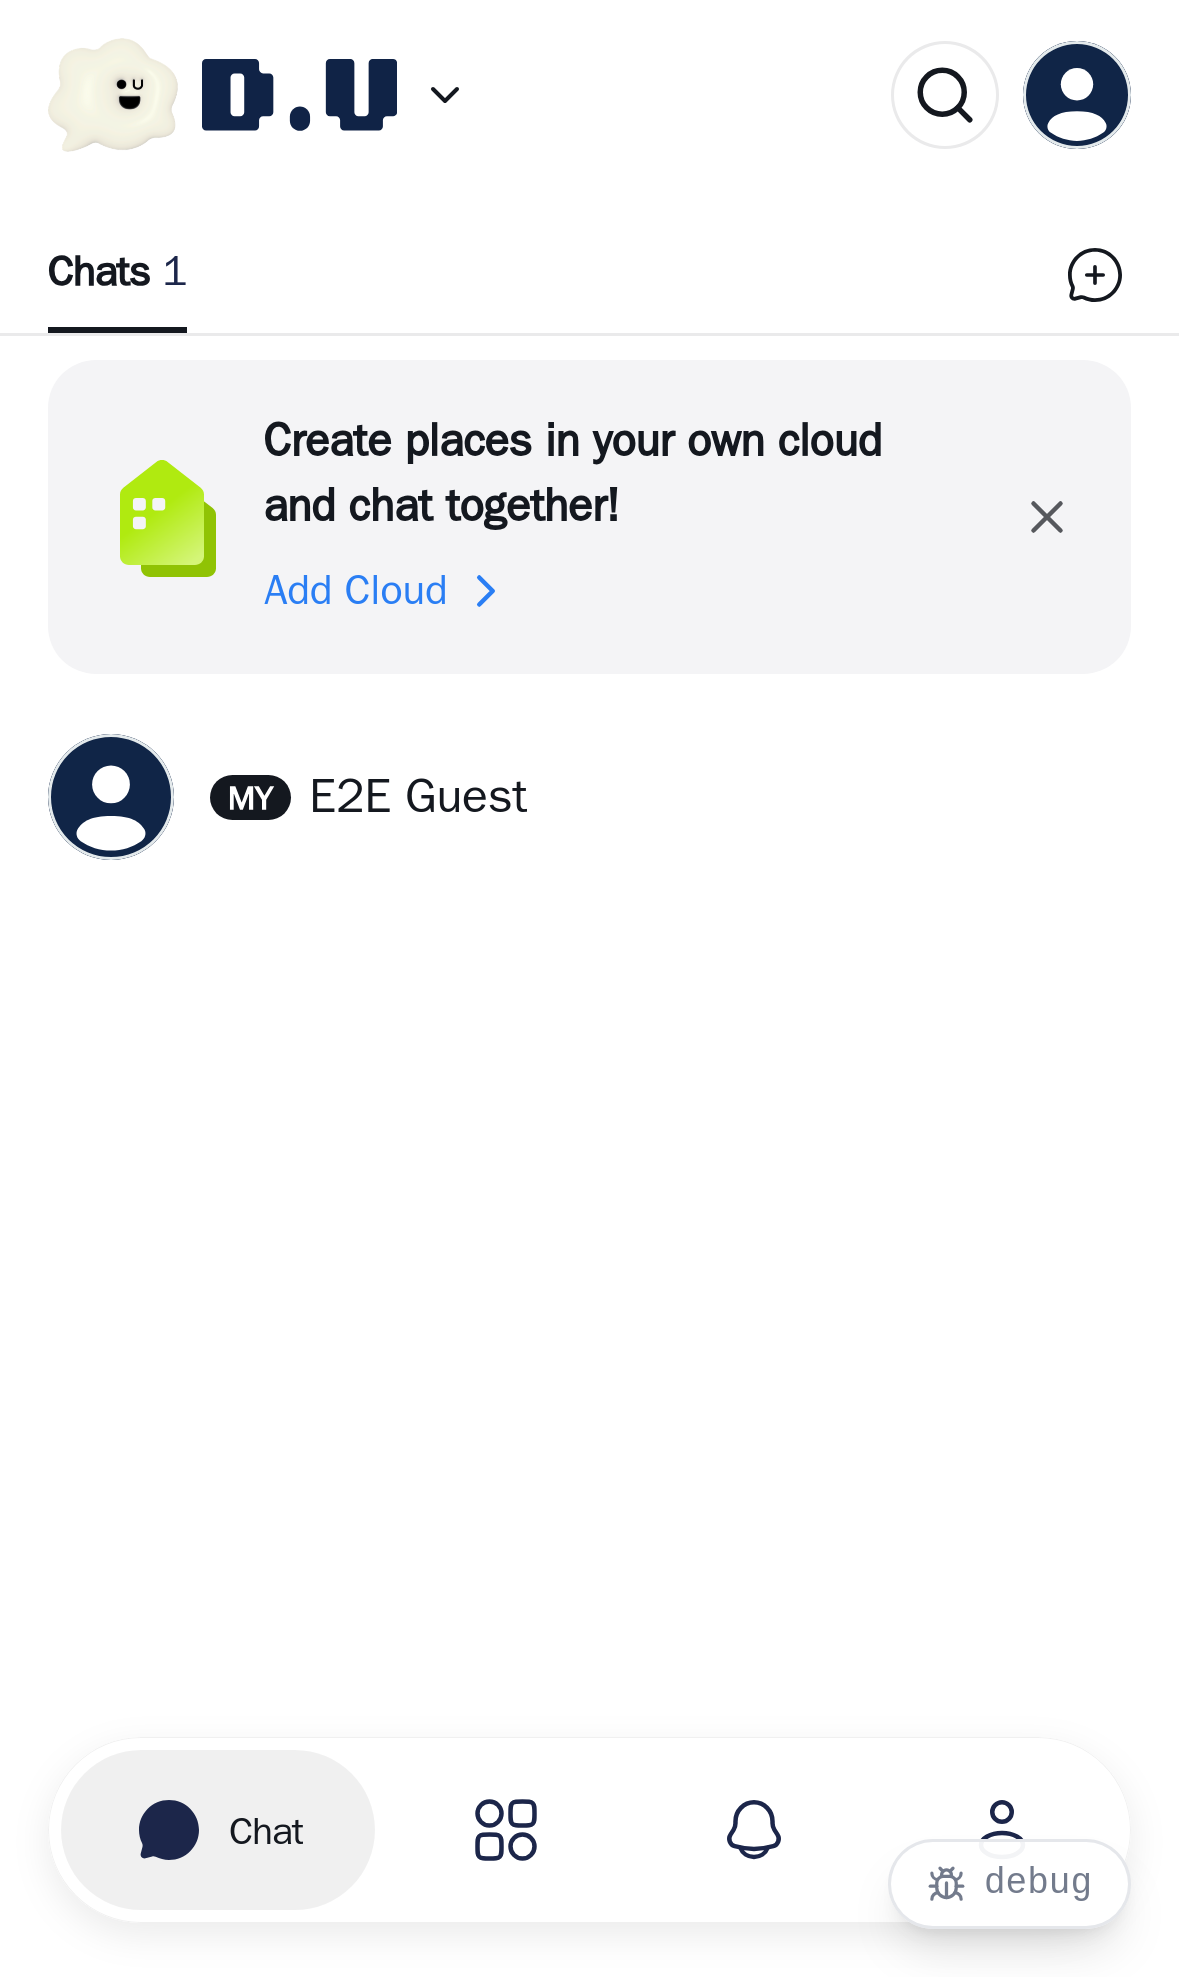 D.U
Chats 1
Create places in your own cloud
and chat together!
Add Cloud
MY E2E Guest
Chat
debug